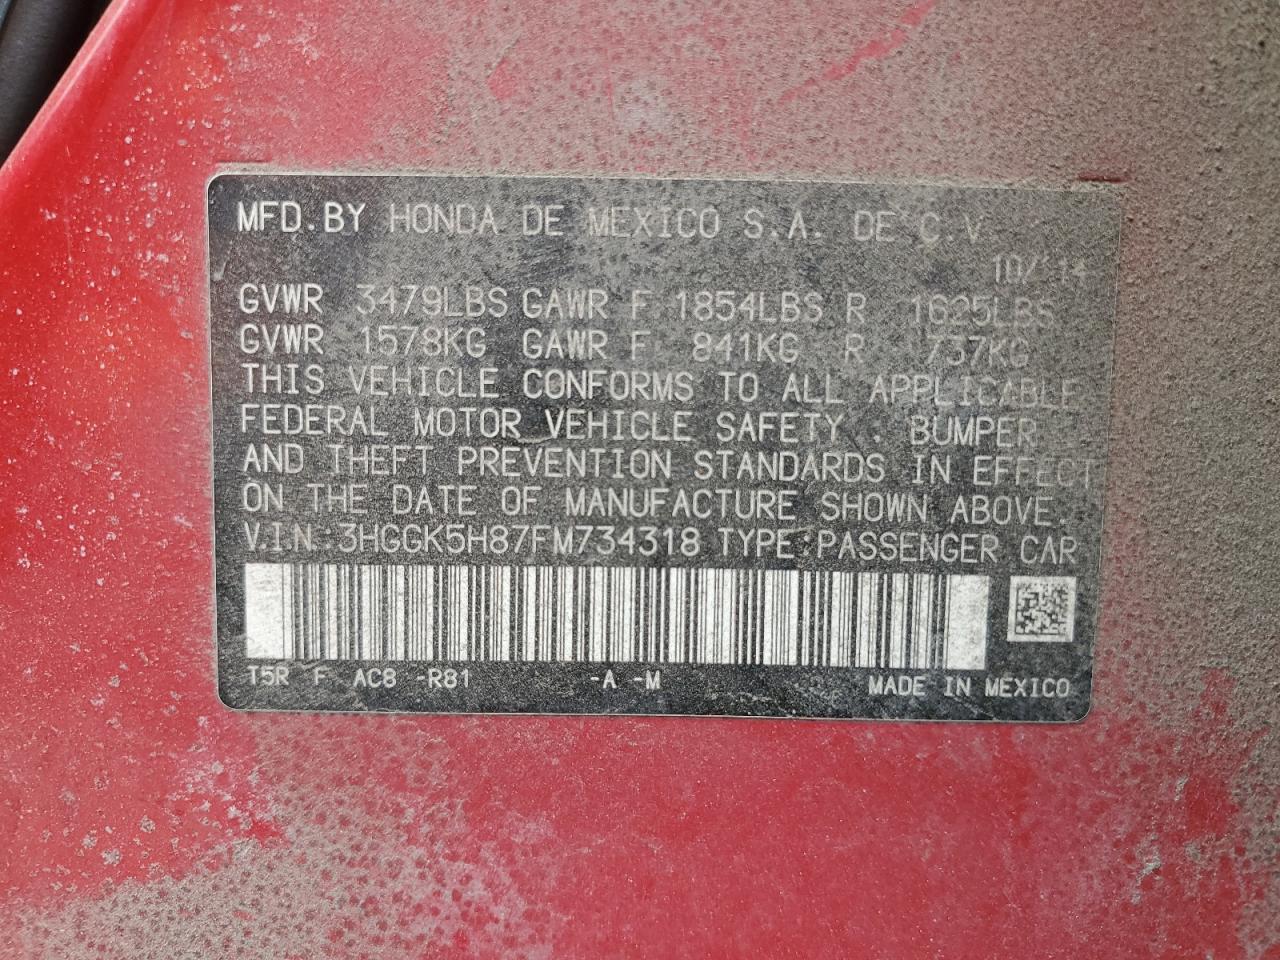 MFD.BY HONDA DE MEXICO S.A. DE C.V
10/'14
GVWR 3479LBS GAWR F 1854LBS R 1625LBS
GVWR 1578KG GAWR F 841KG R 737KG
THIS VEHICLE CONFORMS TO ALL APPLICABLE
FEDERAL MOTOR VEHICLE SAFETY . BUMPER
AND THEFT PREVENTION STANDARDS IN EFFECT
ON THE DATE OF MANUFACTURE SHOWN ABOVE.
V.I.N. 3HGGK5H87FM734318 TYPE:PASSENGER CAR
T5R F AC8 -R81 -A -M MADE IN MEXICO